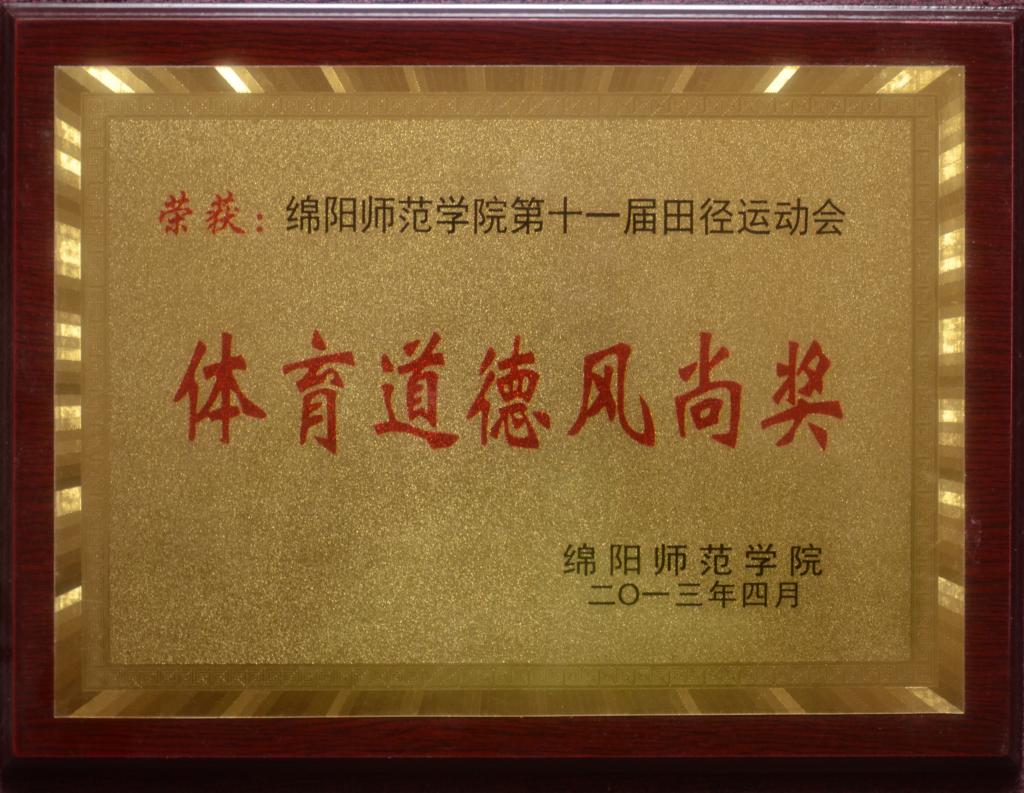 荣获：绵阳师范学院第十一届田径运动会
体育道德风尚奖
绵阳师范学院
二〇一三年四月